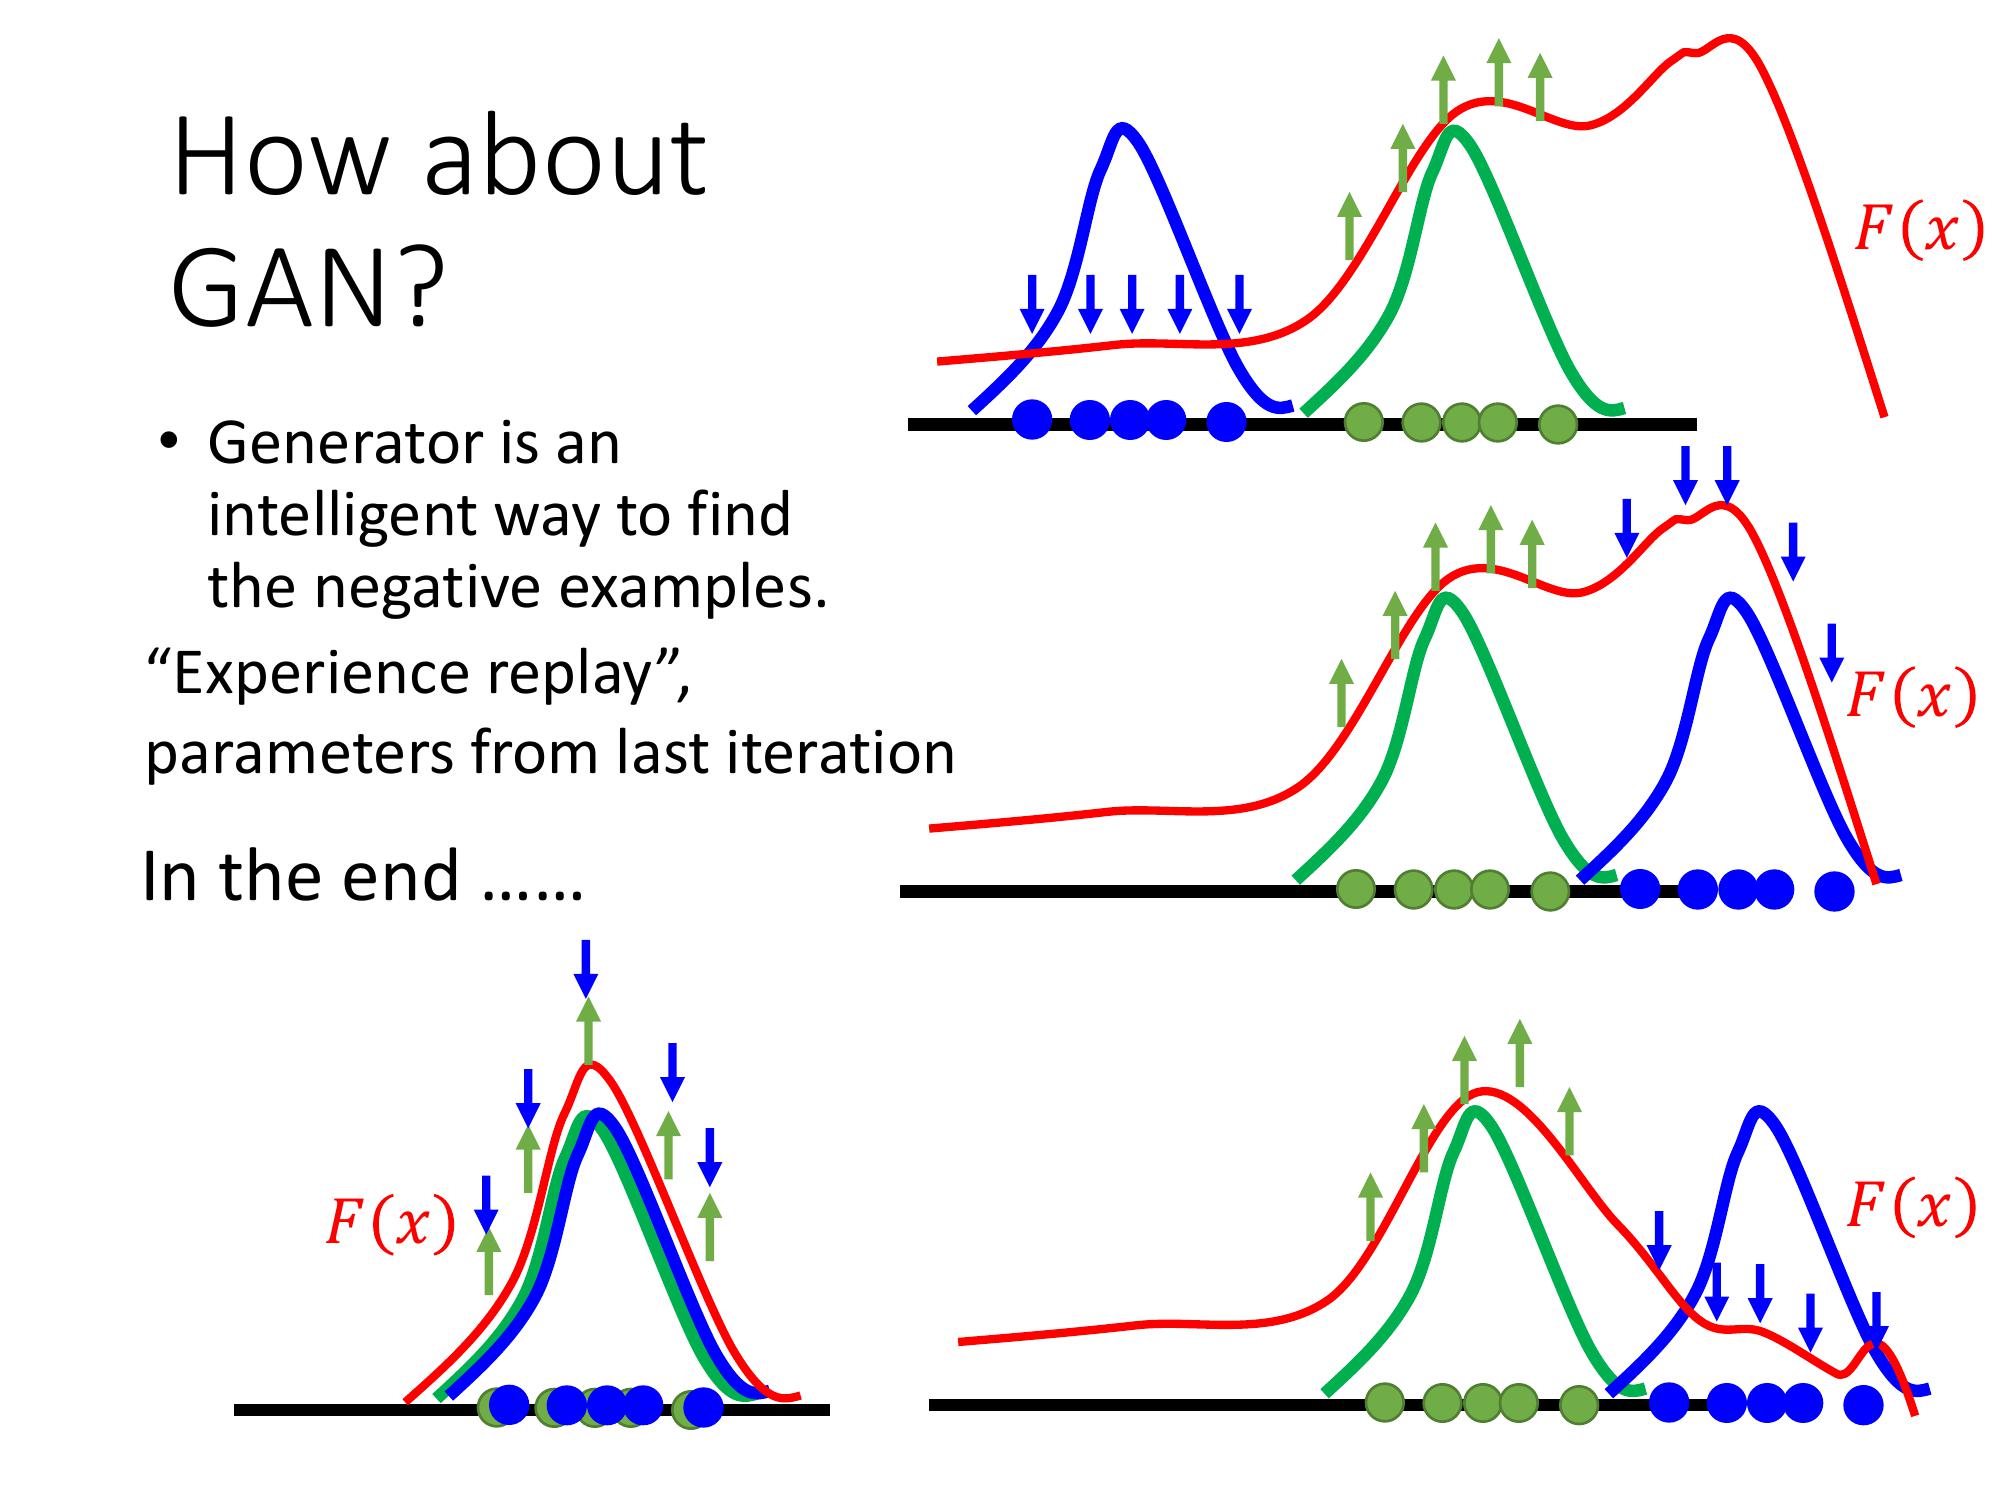 How about
GAN?
• Generator is an
intelligent way to find
the negative examples.
“Experience replay”,
parameters from last iteration
In the end ……
F(x)
F(x)
F(x)
F(x)